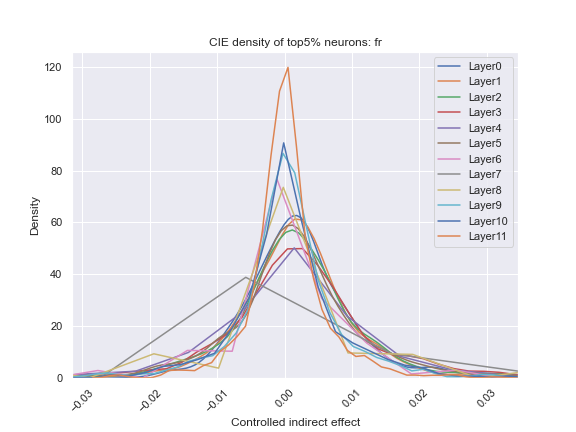 CIE density of top5% neurons: fr
Density
120
100
80
60
40
20
0
-0.03
-0.02
-0.01
0.00
0.01
0.02
0.03
Controlled indirect effect
Layer0
Layer1
Layer2
Layer3
Layer4
Layer5
Layer6
Layer7
Layer8
Layer9
Layer10
Layer11